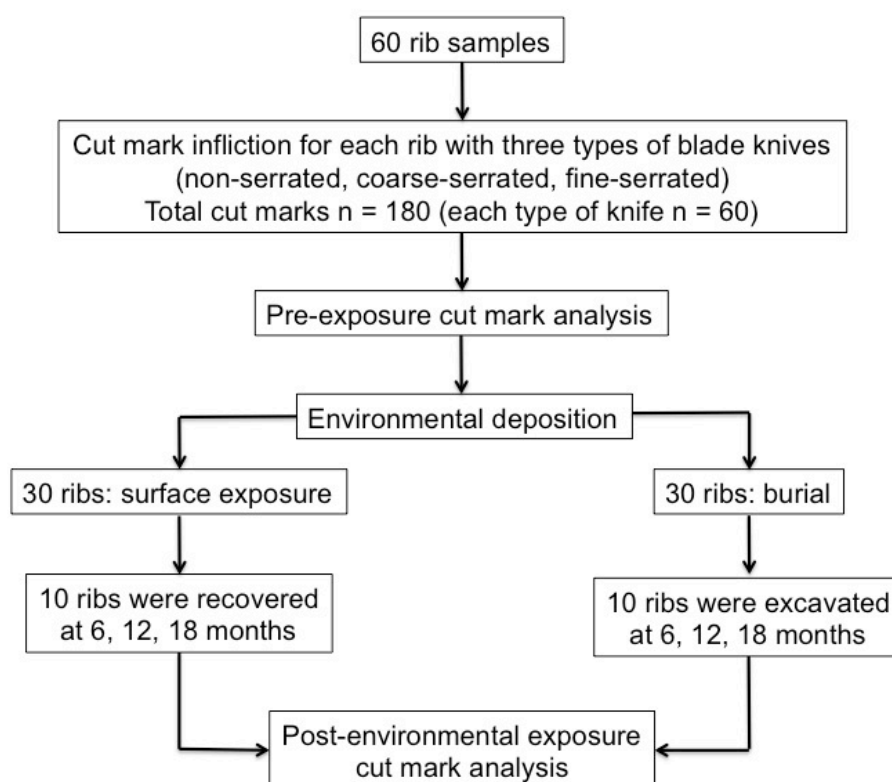 60 rib samples
Cut mark infliction for each rib with three types of blade knives
(non-serrated, coarse-serrated, fine-serrated)
Total cut marks n = 180 (each type of knife n = 60)
Pre-exposure cut mark analysis
Environmental deposition
30 ribs: surface exposure
30 ribs: burial
10 ribs were recovered
at 6, 12, 18 months
10 ribs were excavated
at 6, 12, 18 months
Post-environmental exposure
cut mark analysis